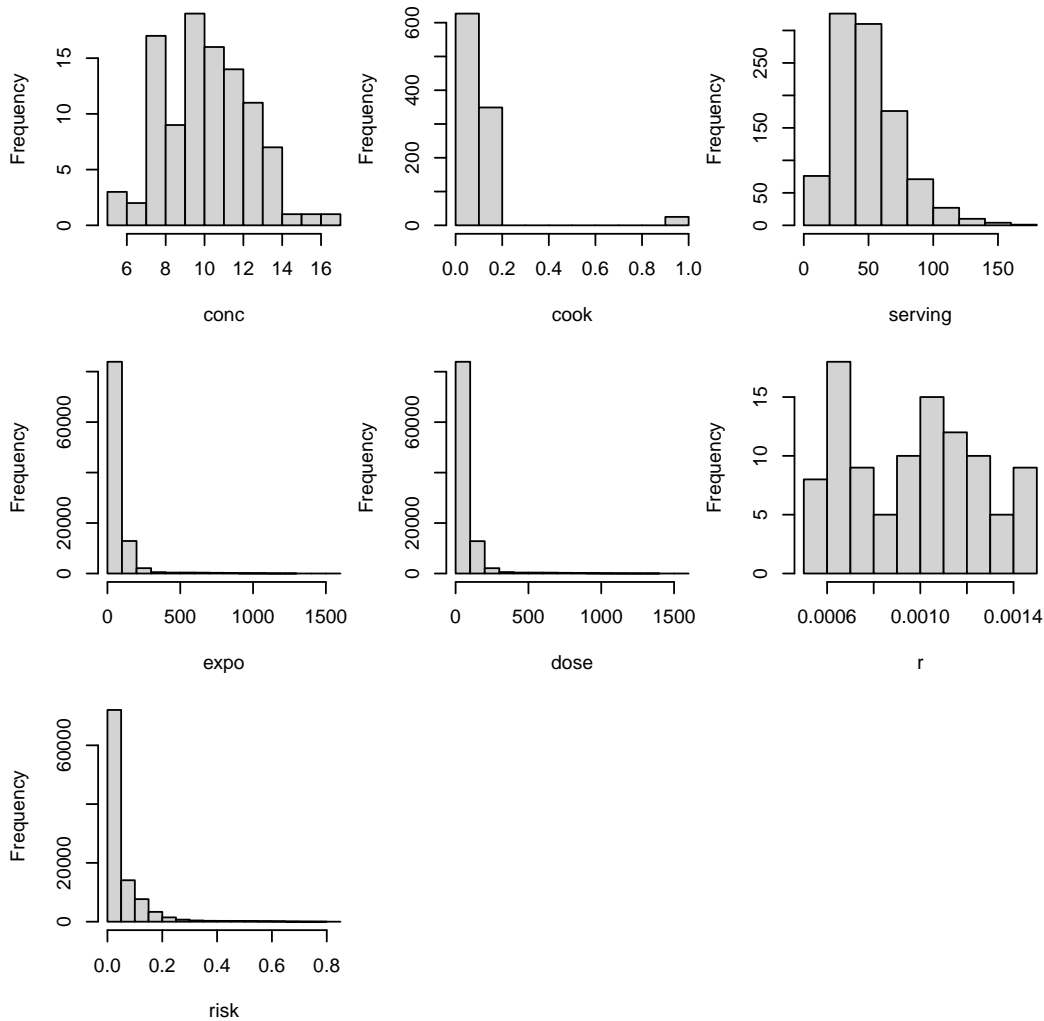 Frequency
0 5 10 15
6 8 10 12 14 16
conc
Frequency
0 200 400 600
0.0 0.2 0.4 0.6 0.8 1.0
cook
Frequency
0 50 150 250
0 50 100 150
serving
Frequency
0 20000 60000
0 500 1000 1500
expo
Frequency
0 20000 60000
0 500 1000 1500
dose
Frequency
0 5 10 15
0.0006 0.0010 0.0014
r
Frequency
0 20000 60000
0.0 0.2 0.4 0.6 0.8
risk